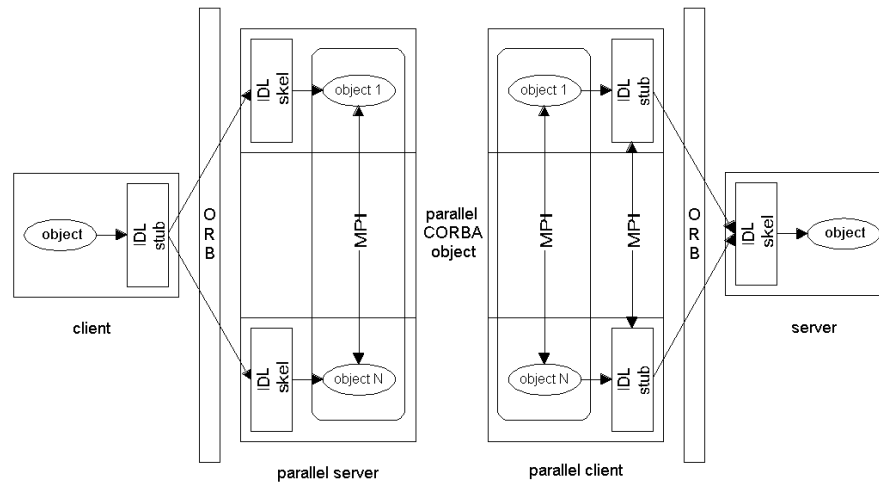 IDL
skel
object 1
MPI
IDL
skel
object N
object
IDL
stub
client
O
R
B
parallel server
parallel
CORBA
object
object 1
IDL
stub
MPI
MPI
object N
IDL
stub
parallel client
O
R
B
IDL
skel
object
server